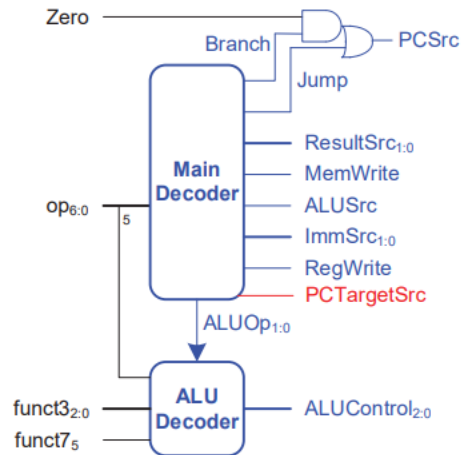 Zero
PCSrc
Branch
Jump
Main
Decoder
ResultSrc1:0
MemWrite
op6:0
5
ALUSrc
ImmSrc1:0
RegWrite
PCTargetSrc
ALUOp1:0
ALU
Decoder
funct32:0
ALUControl2:0
funct75